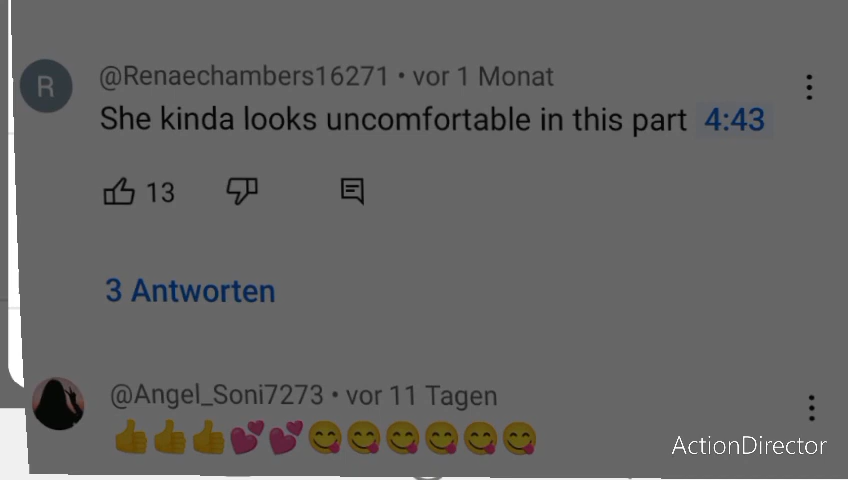 R
@Renaechambers16271 • vor 1 Monat
She kinda looks uncomfortable in this part 4:43
13
3 Antworten
@Angel_Soni7273 • vor 11 Tagen
👍👍👍💕💕😋😋😋😋😋😋
ActionDirector